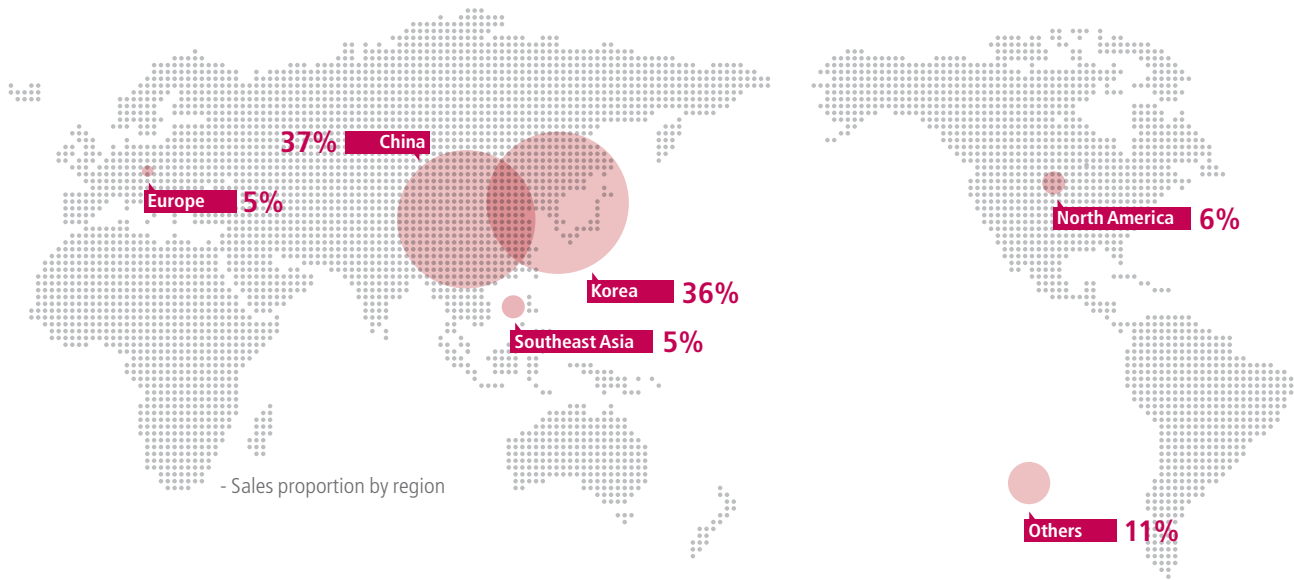 37% China
Europe 5%
North America 6%
Korea 36%
Southeast Asia 5%
- Sales proportion by region
Others 11%